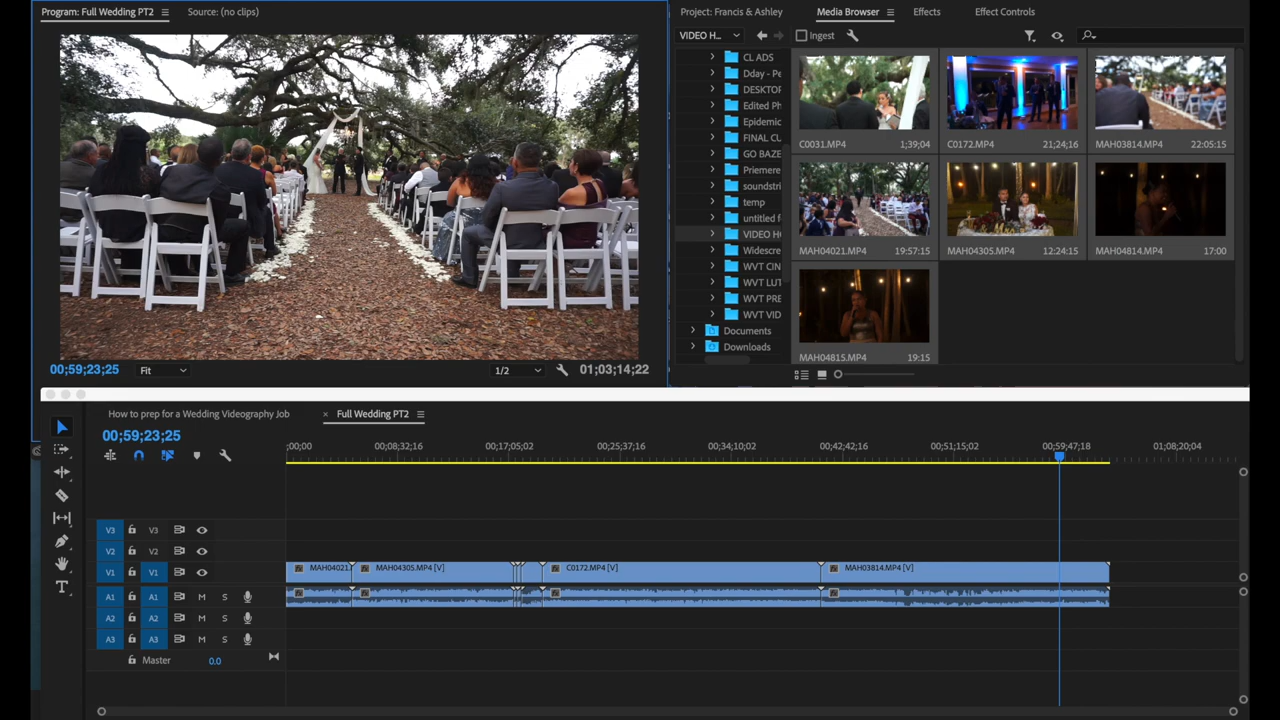 Program: Full Wedding PT2
Source: (no clips)
00;59;23;25
Fit
1/2
01;03;14;22
Project: Francis & Ashley
Media Browser
Effects
Effect Controls
VIDEO H...
Ingest
CL ADS
Dday - Pe
DESKTOP
Edited Ph
Epidemic
FINAL CU
GO BAZE
Priemere
soundstri
temp
untitled f
VIDEO HO
Widescre
WVT CIN
WVT LUT
WVT PRE
WVT VID
Documents
Downloads
C0031.MP4 1;39;04
C0172.MP4 21;24;16
MAH03814.MP4 22:05:15
MAH04021.MP4 19:57:15
MAH04305.MP4 12:24:15
MAH04814.MP4 17:00
MAH04815.MP4 19:15
How to prep for a Wedding Videography Job
× Full Wedding PT2
00;59;23;25
;00;00 00;08;32;16 00;17;05;02 00;25;37;16 00;34;10;02 00;42;42;16 00;51;15;02 00;59;47;18 01;08;20;04
V3 V3
V2 V2
V1 V1
MAH04021. MAH04305.MP4 [V] C0172.MP4 [V] MAH03814.MP4 [V]
A1 A1 M S
A2 A2 M S
A3 A3 M S
Master 0.0